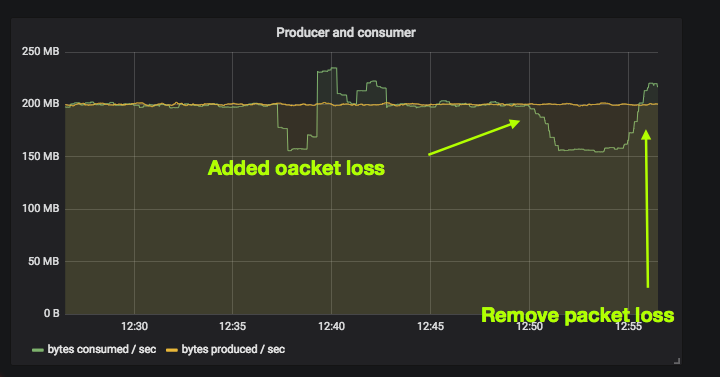 Producer and consumer
250 MB
200 MB
150 MB
100 MB
50 MB
0 B
Added oacket loss
Remove packet loss
12:30 12:35 12:40 12:45 12:50 12:55
bytes consumed / sec bytes produced / sec